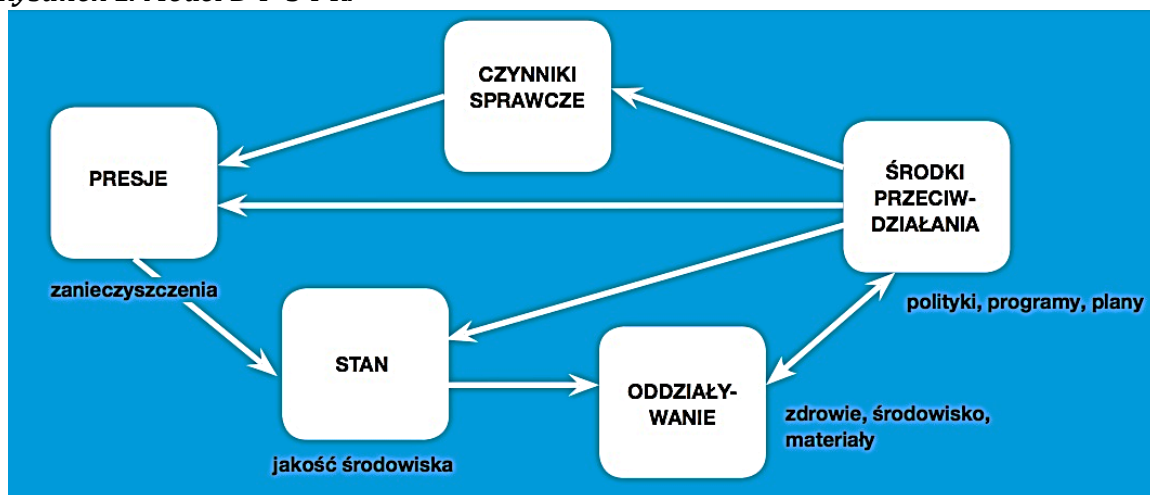 CZYNNIKI
SPRAWCZE
PRESJE
ŚRODKI
PRZECIW-
DZIAŁANIA
zanieczyszczenia
polityki, programy, plany
STAN
ODDZIAŁY-
WANIE
zdrowie, środowisko,
materiały
jakość środowiska